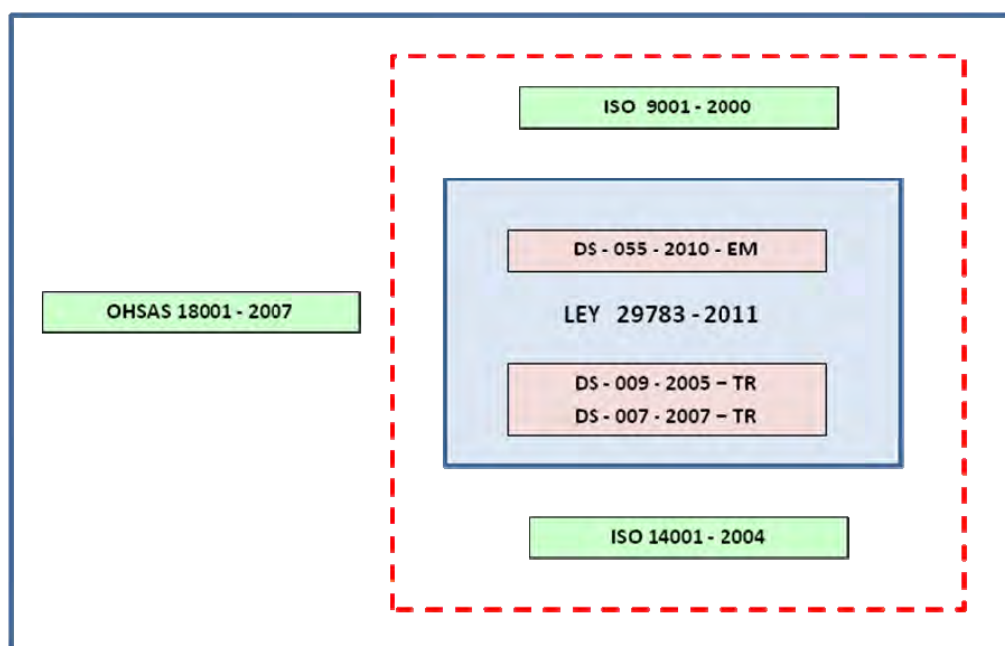 ISO 9001 - 2000
DS - 055 - 2010 - EM
OHSAS 18001 - 2007
LEY 29783 - 2011
DS - 009 - 2005 – TR
DS - 007 - 2007 – TR
ISO 14001 - 2004